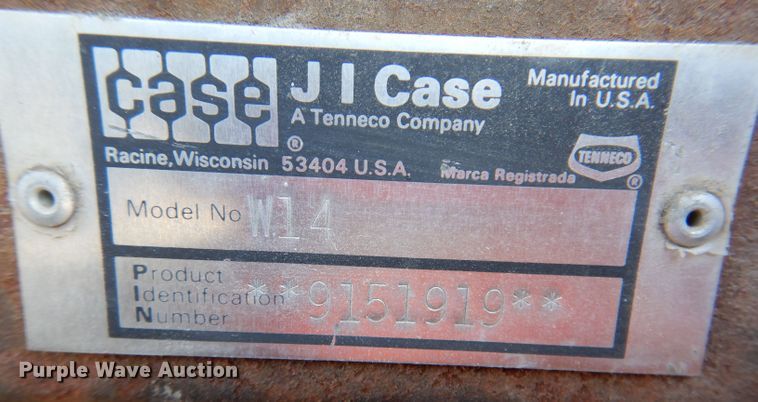 case
®
J I Case
A Tenneco Company
Manufactured
In U.S.A.
Racine, Wisconsin 53404 U.S.A.
Marca Registrada
TENNECO
®
Model No W14
Product
Identification
Number
**9151919**
Purple Wave Auction